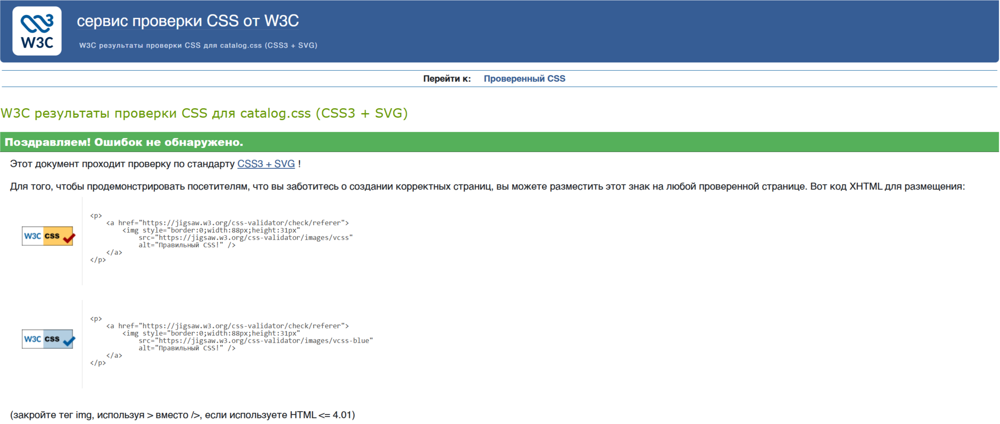 W3C
сервис проверки CSS от W3C
W3C результаты проверки CSS для catalog.css (CSS3 + SVG)
Перейти к: Проверенный CSS
W3C результаты проверки CSS для catalog.css (CSS3 + SVG)
Поздравляем! Ошибок не обнаружено.
Этот документ проходит проверку по стандарту CSS3 + SVG !
Для того, чтобы продемонстрировать посетителям, что вы заботитесь о создании корректных страниц, вы можете разместить этот знак на любой проверенной странице. Вот код XHTML для размещения:
W3C css
<p>
    <a href="https://jigsaw.w3.org/css-validator/check/referer">
        <img style="border:0;width:88px;height:31px"
            src="https://jigsaw.w3.org/css-validator/images/vcss"
            alt="Правильный CSS!" />
    </a>
</p>
W3C css
<p>
    <a href="https://jigsaw.w3.org/css-validator/check/referer">
        <img style="border:0;width:88px;height:31px"
            src="https://jigsaw.w3.org/css-validator/images/vcss-blue"
            alt="Правильный CSS!" />
    </a>
</p>
(закройте тег img, используя > вместо />, если используете HTML <= 4.01)